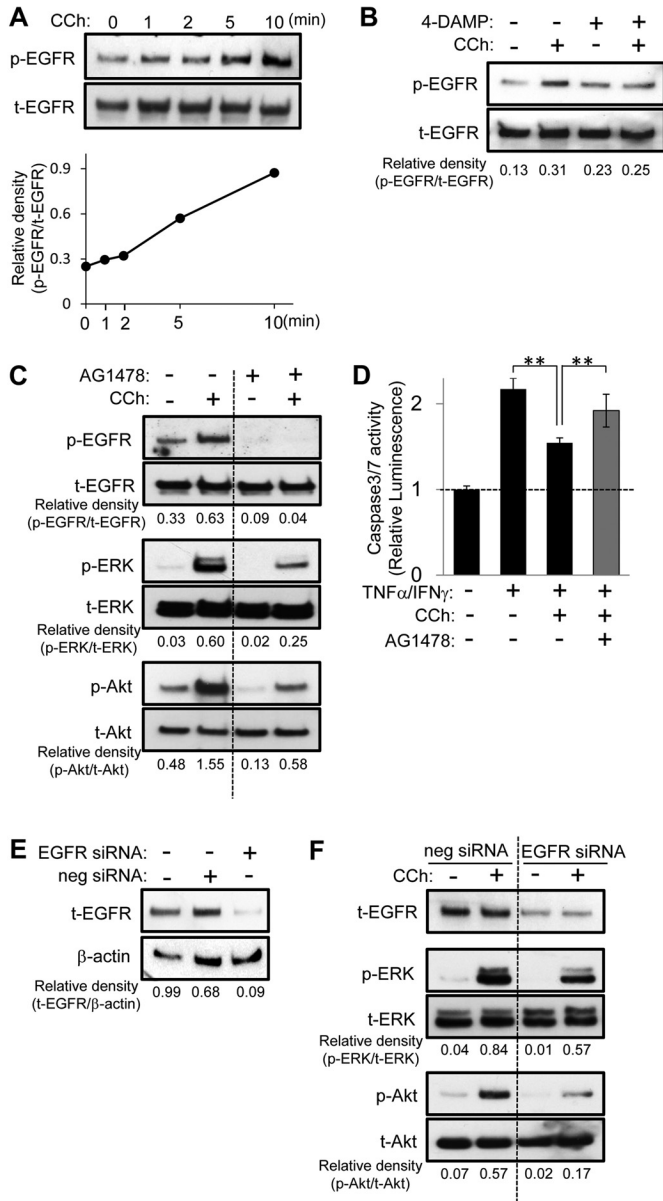 A
CCh: 0 1 2 5 10 (min)
p-EGFR
t-EGFR
Relative density
(p-EGFR/t-EGFR)
0.9
0.6
0.3
0
0 1 2 5 10(min)
B
4-DAMP: - - + +
CCh: - + - +
p-EGFR
t-EGFR
Relative density
(p-EGFR/t-EGFR)
0.13 0.31 0.23 0.25
C
AG1478: - - + +
CCh: - + - +
p-EGFR
t-EGFR
Relative density
(p-EGFR/t-EGFR)
0.33 0.63 0.09 0.04
p-ERK
t-ERK
Relative density
(p-ERK/t-ERK)
0.03 0.60 0.02 0.25
p-Akt
t-Akt
Relative density
(p-Akt/t-Akt)
0.48 1.55 0.13 0.58
D
Caspase3/7 activity
(Relative Luminescence)
2
1
0
** **
TNFα/IFNγ: - + + +
CCh: - - + +
AG1478: - - - +
E
EGFR siRNA: - - +
neg siRNA: - + -
t-EGFR
β-actin
Relative density
(t-EGFR/β-actin)
0.99 0.68 0.09
F
neg siRNA EGFR siRNA
CCh: - + - +
t-EGFR
p-ERK
t-ERK
Relative density
(p-ERK/t-ERK)
0.04 0.84 0.01 0.57
p-Akt
t-Akt
Relative density
(p-Akt/t-Akt)
0.07 0.57 0.02 0.17